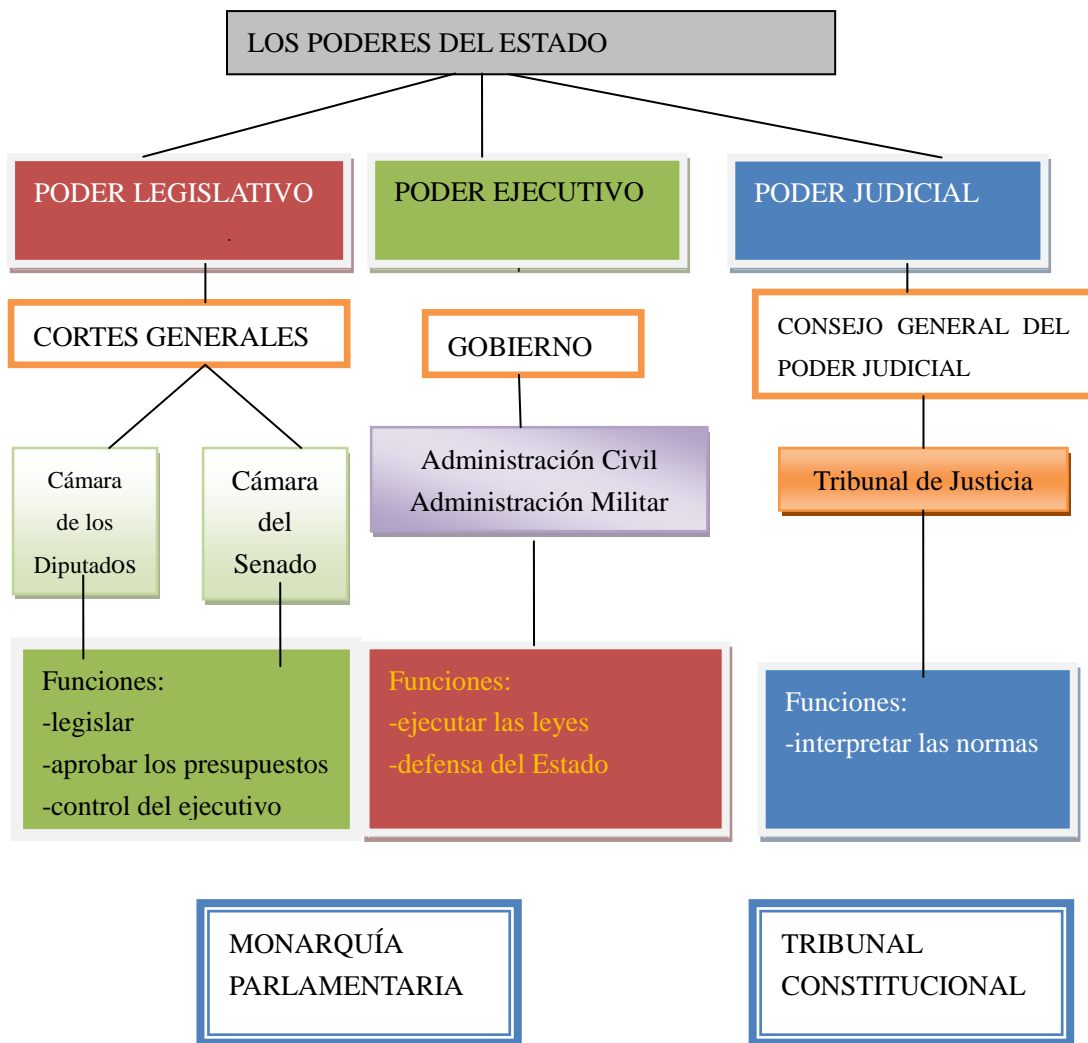 LOS PODERES DEL ESTADO
PODER LEGISLATIVO
.
PODER EJECUTIVO
PODER JUDICIAL
CORTES GENERALES
GOBIERNO
CONSEJO GENERAL DEL
PODER JUDICIAL
Cámara
de los
Diputados
Cámara
del
Senado
Administración Civil
Administración Militar
Tribunal de Justicia
Funciones:
-legislar
-aprobar los presupuestos
-control del ejecutivo
Funciones:
-ejecutar las leyes
-defensa del Estado
Funciones:
-interpretar las normas
MONARQUÍA
PARLAMENTARIA
TRIBUNAL
CONSTITUCIONAL